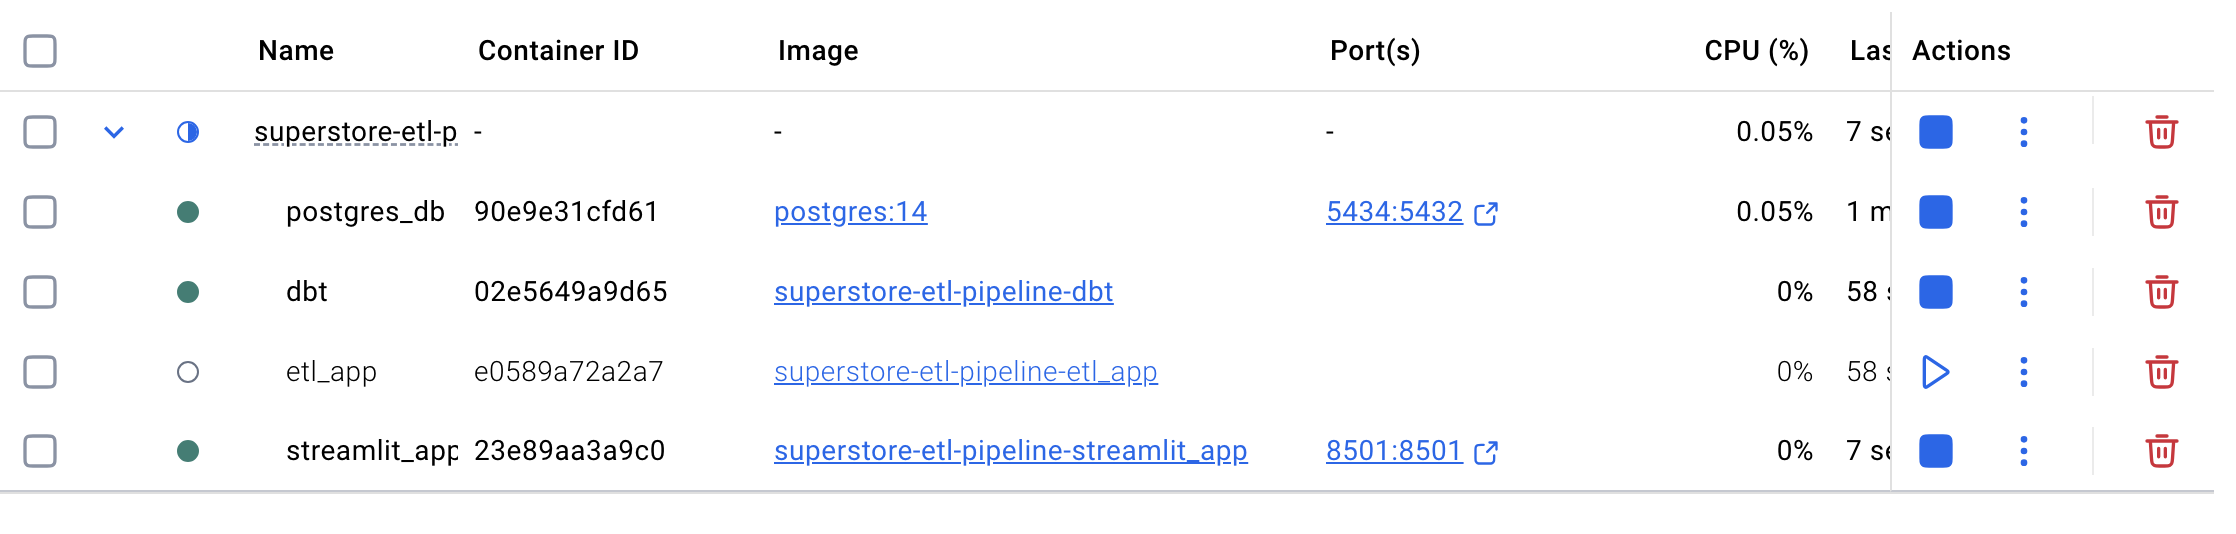 Name Container ID Image Port(s) CPU (%) Las Actions
superstore-etl-p - - - 0.05% 7 se
postgres_db 90e9e31cfd61 postgres:14 5434:5432 0.05% 1 m
dbt 02e5649a9d65 superstore-etl-pipeline-dbt 0% 58 s
etl_app e0589a72a2a7 superstore-etl-pipeline-etl_app 0% 58 s
streamlit_app 23e89aa3a9c0 superstore-etl-pipeline-streamlit_app 8501:8501 0% 7 se